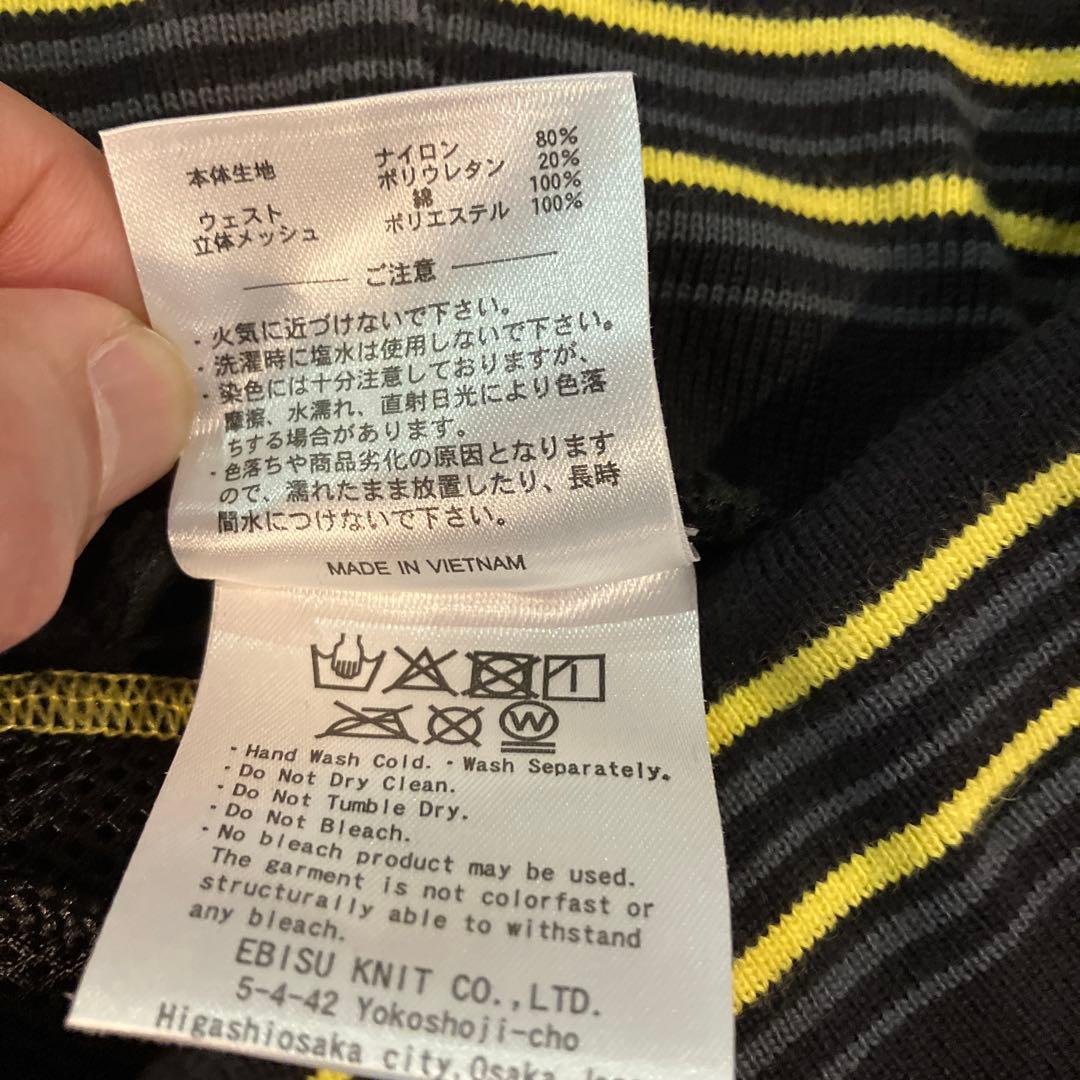 本体生地 ナイロン 80%
ポリウレタン 20%
ウェスト 綿 100%
立体メッシュ ポリエステル 100%
ご注意
・火気に近づけないで下さい。
・洗濯時に塩水は使用しないで下さい。
・染色には十分注意しておりますが、
摩擦、水濡れ、直射日光により色落
ちする場合があります。
・色落ちや商品劣化の原因となります
ので、濡れたまま放置したり、長時
間水につけないで下さい。
MADE IN VIETNAM
W
・Hand Wash Cold. ・Wash Separately。
・Do Not Dry Clean.
・Do Not Tumble Dry.
・Do Not Bleach.
・No bleach product may be used.
The garment is not colorfast or
structurally able to withstand
any bleach.
EBISU KNIT CO.,LTD.
5-4-42 Yokoshoji-cho
Higashiosaka city,Osaka